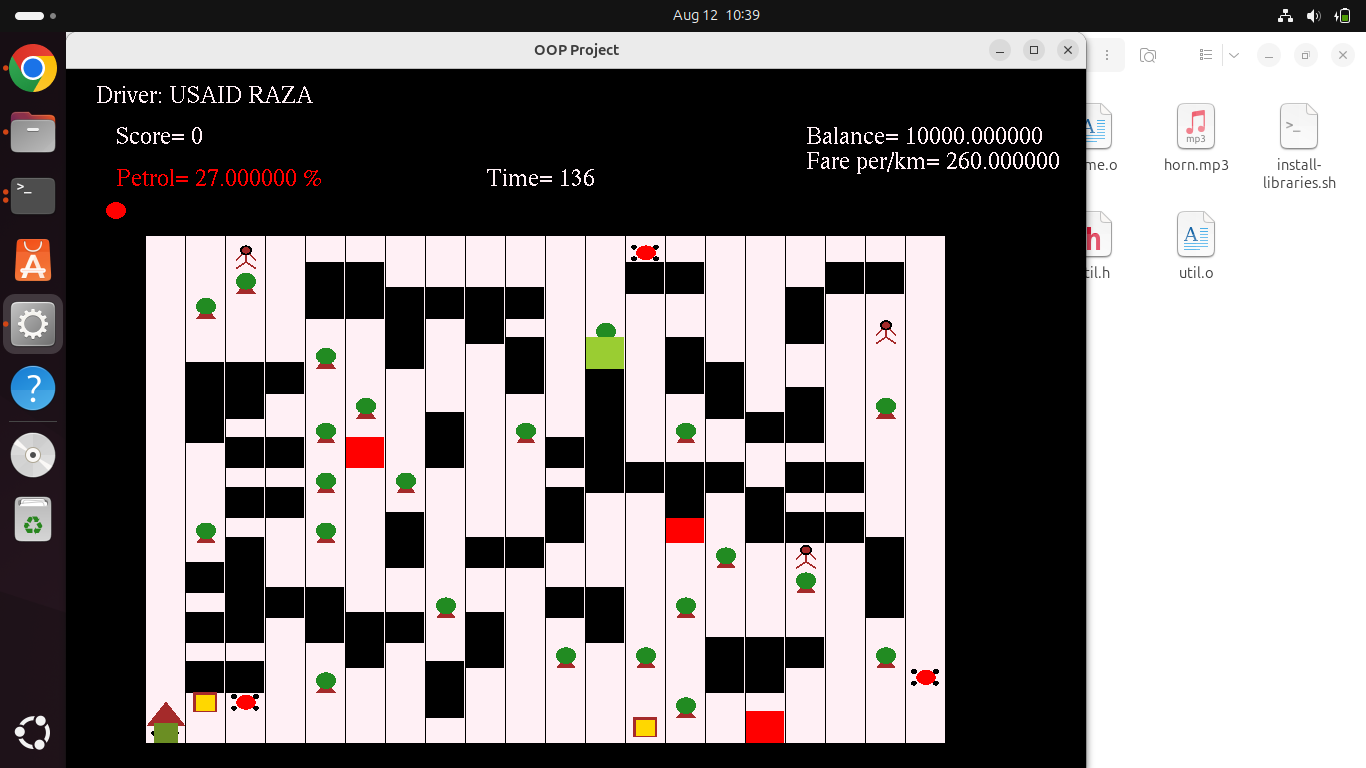 Aug 12 10:39
OOP Project
Driver: USAID RAZA
Score= 0
Balance= 10000.000000
Fare per/km= 260.000000
Petrol= 27.000000 %
Time= 136
me.o
horn.mp3
install-
libraries.sh
til.h
util.o
mp3